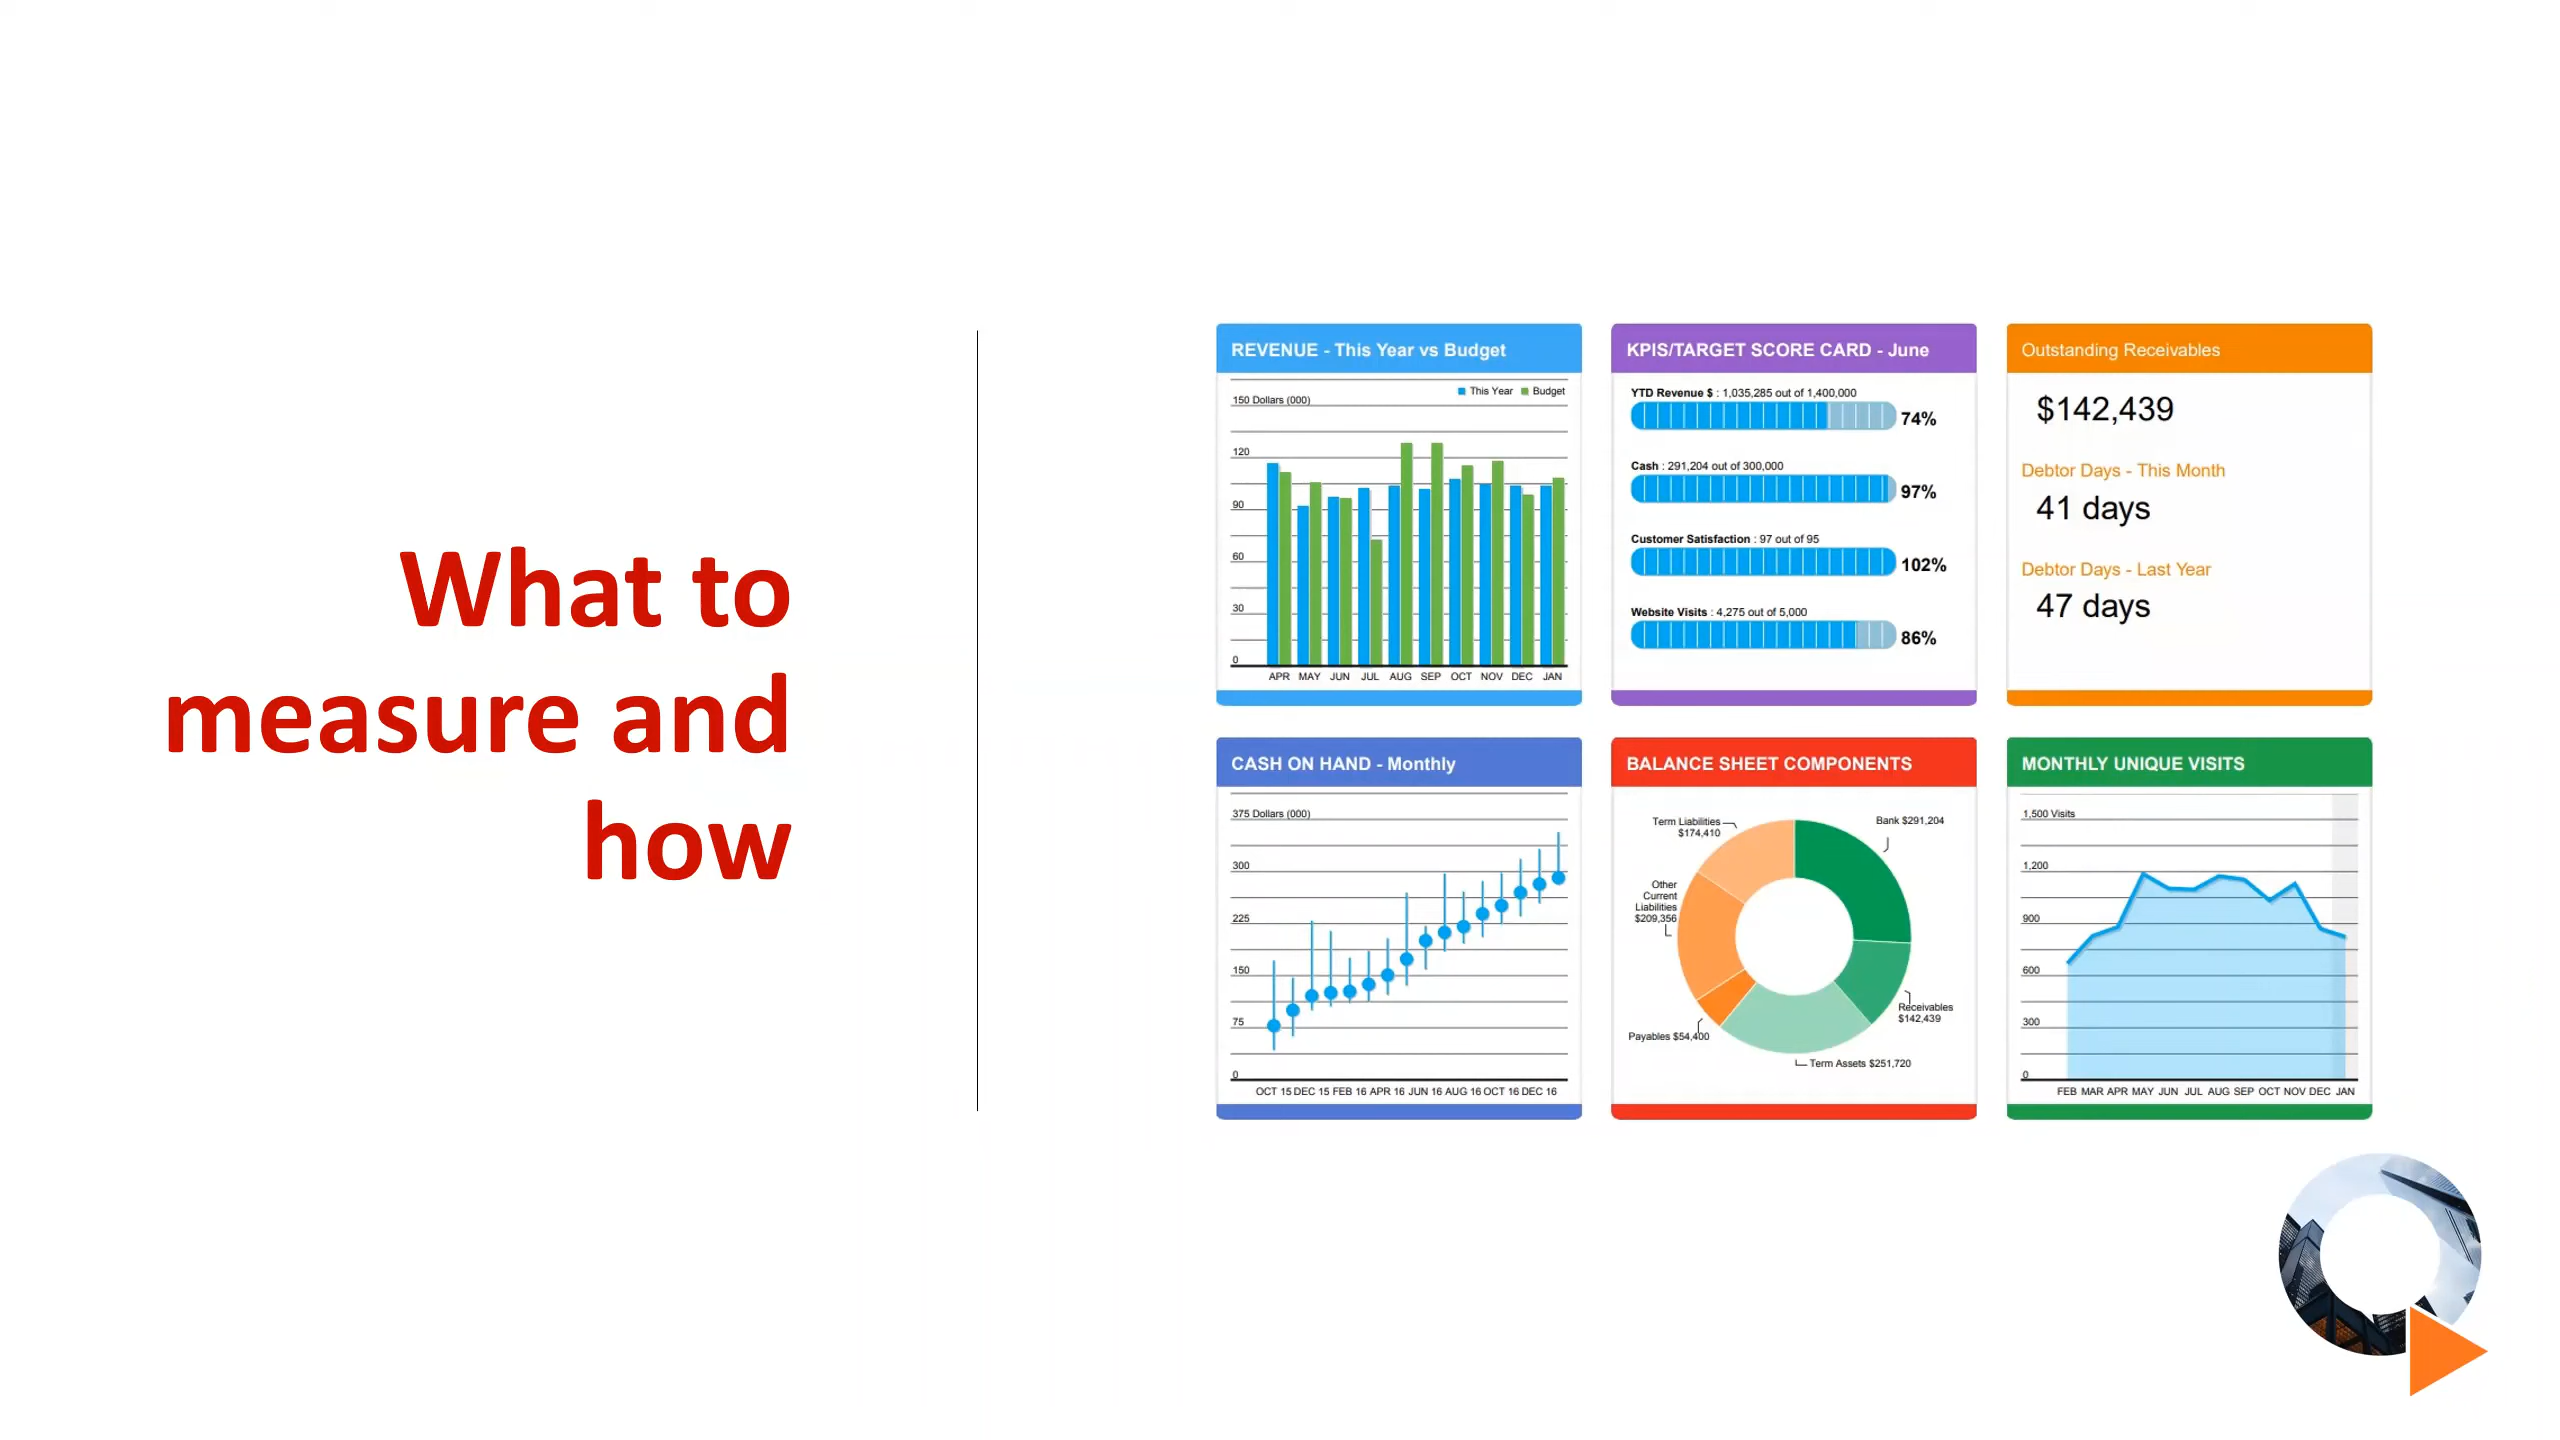 What to
measure and
how
REVENUE - This Year vs Budget
This Year Budget
150 Dollars (000)
120
90
60
30
0
APR MAY JUN JUL AUG SEP OCT NOV DEC JAN
KPIS/TARGET SCORE CARD - June
YTD Revenue $ : 1,035,285 out of 1,400,000
74%
Cash : 291,204 out of 300,000
97%
Customer Satisfaction : 97 out of 95
102%
Website Visits : 4,275 out of 5,000
86%
Outstanding Receivables
$142,439
Debtor Days - This Month
41 days
Debtor Days - Last Year
47 days
CASH ON HAND - Monthly
375 Dollars (000)
300
225
150
75
0
OCT 15 DEC 15 FEB 16 APR 16 JUN 16 AUG 16 OCT 16 DEC 16
BALANCE SHEET COMPONENTS
Term Liabilities
$174,410
Bank $291,204
Other
Current
Liabilities
$209,356
Receivables
$142,439
Payables $54,400
Term Assets $251,720
MONTHLY UNIQUE VISITS
1,500 Visits
1,200
900
600
300
0
FEB MAR APR MAY JUN JUL AUG SEP OCT NOV DEC JAN